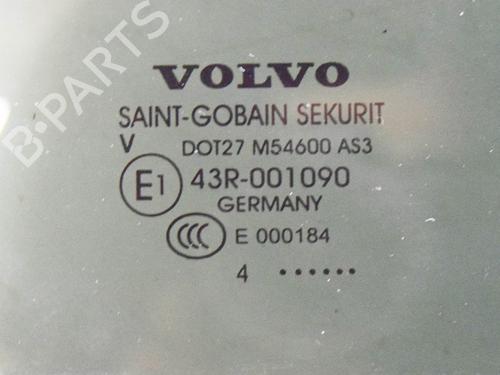 B-PARTS
VOLVO
SAINT-GOBAIN SEKURIT
V DOT27 M54600 AS3
E1 43R-001090
GERMANY
CCC E 000184
4 ••••••